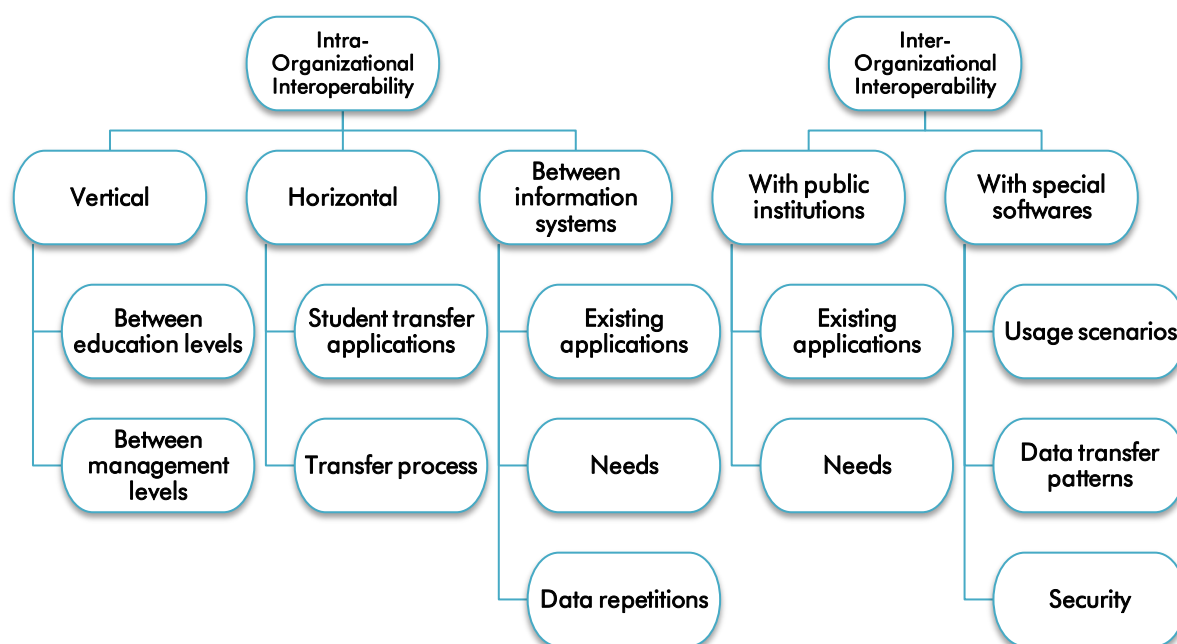 Intra-
Organizational
Interoperability
Inter-
Organizational
Interoperability
Vertical
Horizontal
Between
information
systems
With public
institutions
With special
softwares
Between
education levels
Student transfer
applications
Existing
applications
Existing
applications
Usage scenarios
Between
management
levels
Transfer process
Needs
Needs
Data transfer
patterns
Data repetitions
Security